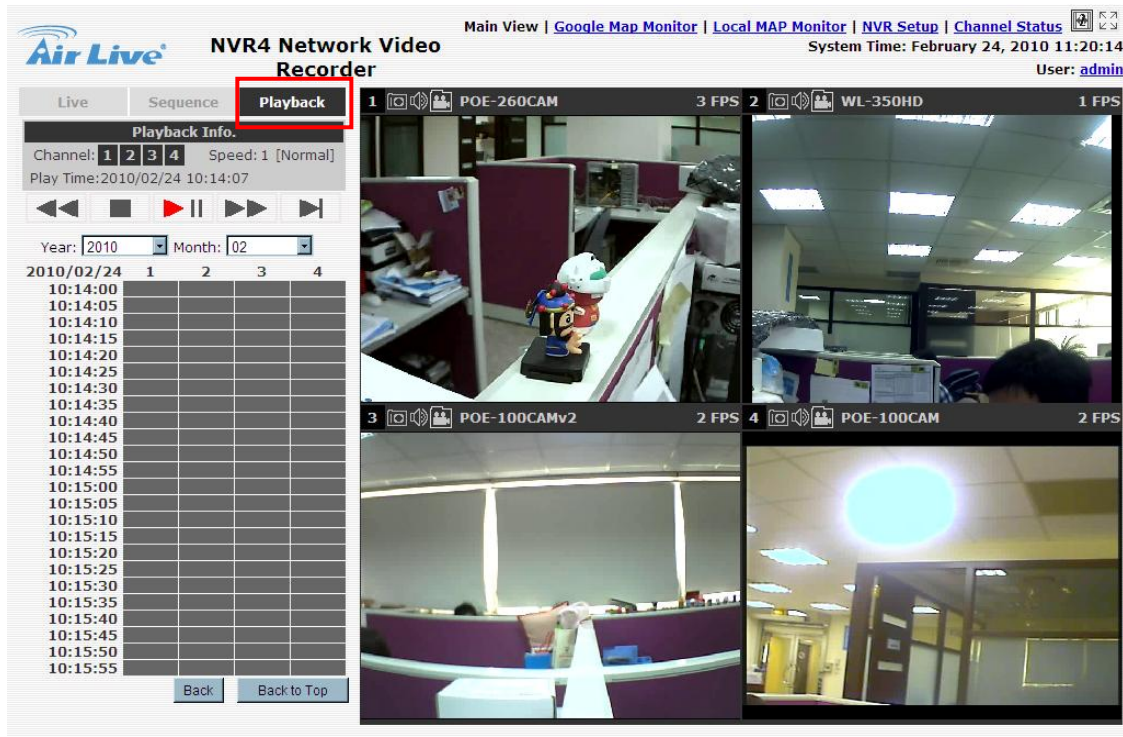 Main View | Google Map Monitor | Local MAP Monitor | NVR Setup | Channel Status
Air Live®
NVR4 Network Video
Recorder
System Time: February 24, 2010 11:20:14
User: admin
Live Sequence Playback
Playback Info.
Channel: 1 2 3 4 Speed: 1 [Normal]
Play Time:2010/02/24 10:14:07
Year: 2010 Month: 02
2010/02/24 1 2 3 4
10:14:00
10:14:05
10:14:10
10:14:15
10:14:20
10:14:25
10:14:30
10:14:35
10:14:40
10:14:45
10:14:50
10:14:55
10:15:00
10:15:05
10:15:10
10:15:15
10:15:20
10:15:25
10:15:30
10:15:35
10:15:40
10:15:45
10:15:50
10:15:55
Back Back to Top
1 POE-260CAM 3 FPS
2 WL-350HD 1 FPS
3 POE-100CAMv2 2 FPS
4 POE-100CAM 2 FPS